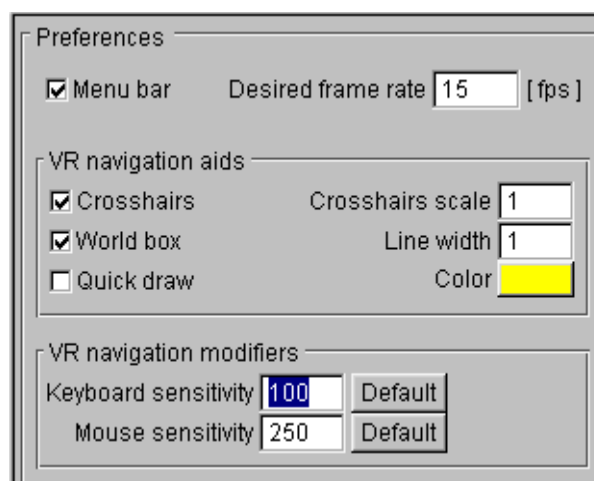 Preferences
Menu bar Desired frame rate 15 [ fps ]
VR navigation aids
Crosshairs Crosshairs scale 1
World box Line width 1
Quick draw Color
VR navigation modifiers
Keyboard sensitivity 100 Default
Mouse sensitivity 250 Default